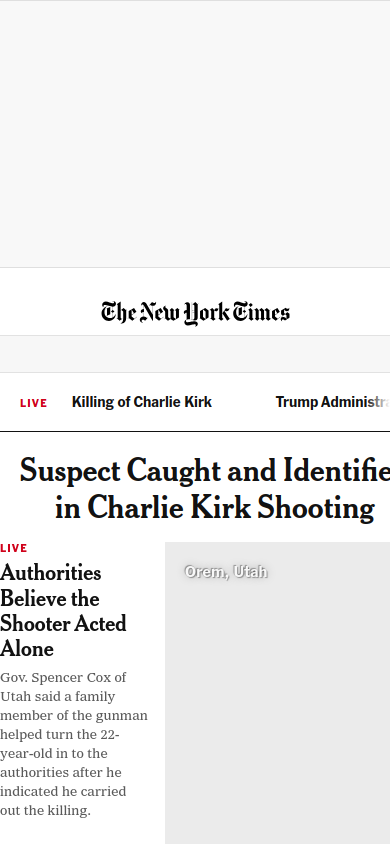 The New York Times
LIVE Killing of Charlie Kirk Trump Administra
Suspect Caught and Identifie
in Charlie Kirk Shooting
LIVE
Authorities
Believe the
Shooter Acted
Alone
Gov. Spencer Cox of
Utah said a family
member of the gunman
helped turn the 22-
year-old in to the
authorities after he
indicated he carried
out the killing.
Orem, Utah